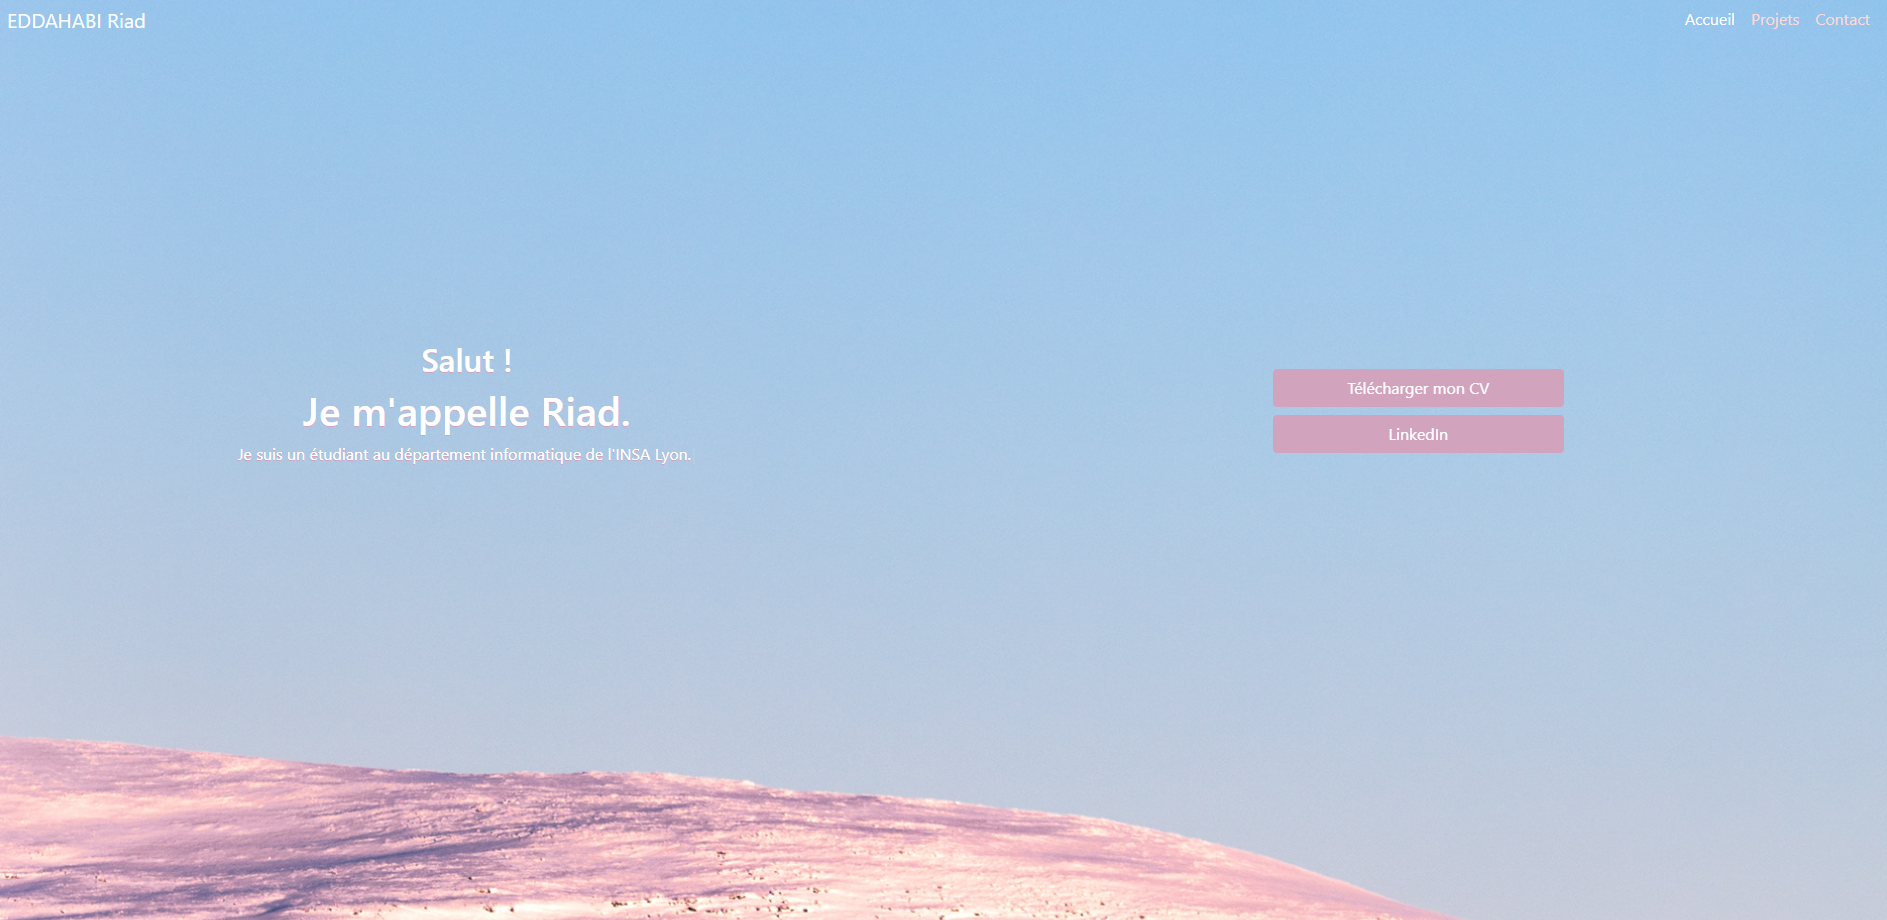 EDDAHABI Riad
Accueil Projets Contact
Salut !
Je m'appelle Riad.
Je suis un étudiant au département informatique de l'INSA Lyon.
Télécharger mon CV
LinkedIn